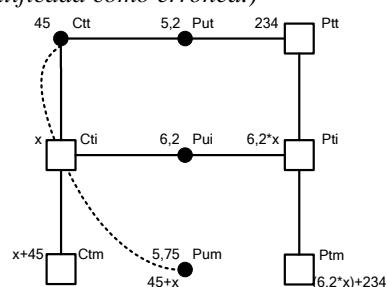 ificada como errónea.)
45 Ctt 5,2 Put 234 Ptt
x Cti 6,2 Pui 6,2*x Pti
x+45 Ctm 5,75 Pum Ptm
45+x (6,2*x)+234